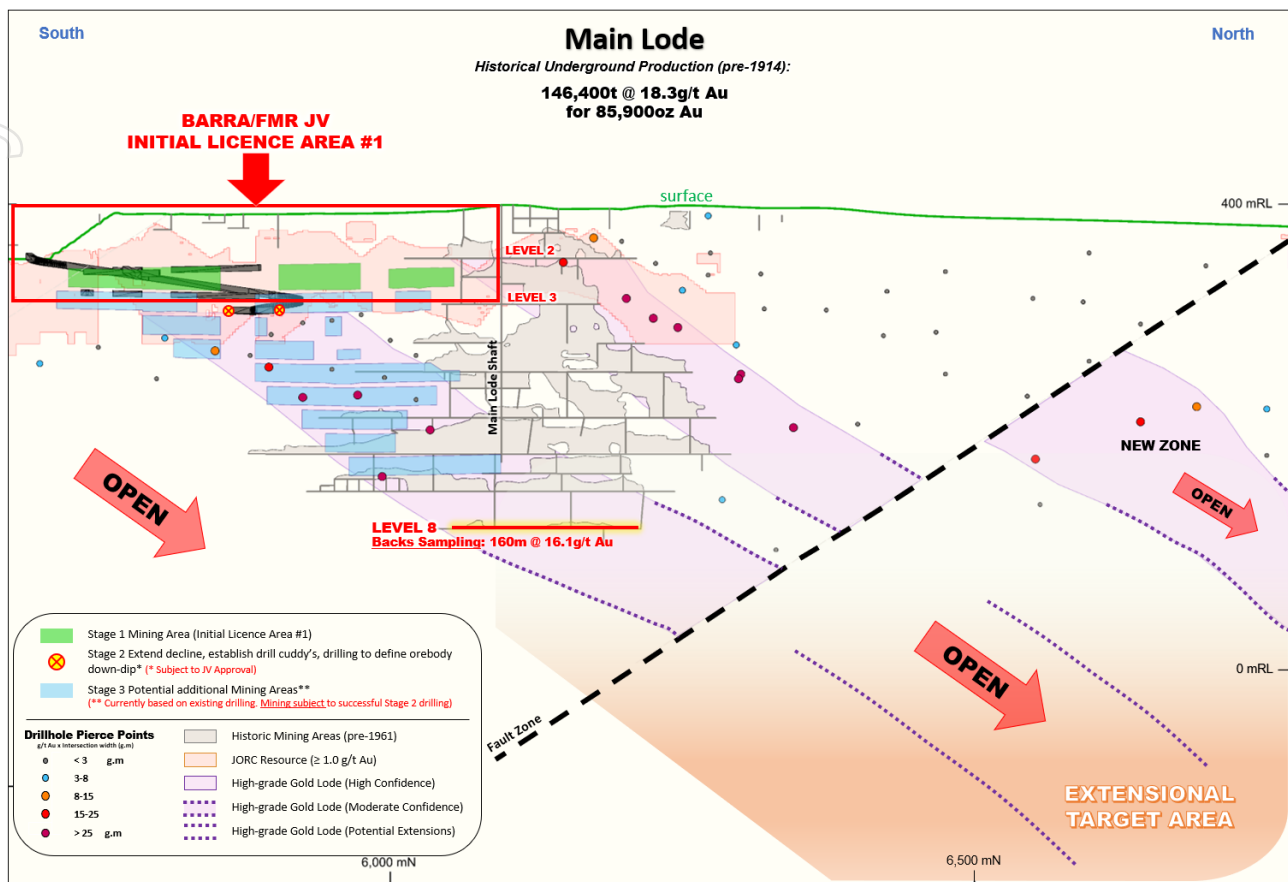 South
Main Lode
North
Historical Underground Production (pre-1914):
146,400t @ 18.3g/t Au
for 85,900oz Au
BARRA/FMR JV
INITIAL LICENCE AREA #1
surface
400 mRL
LEVEL 2
LEVEL 3
Main Lode Shaft
NEW ZONE
OPEN
OPEN
LEVEL 8
Backs Sampling: 160m @ 16.1g/t Au
OPEN
0 mRL
Fault Zone
EXTENSIONAL
TARGET AREA
Stage 1 Mining Area (Initial Licence Area #1)
Stage 2 Extend decline, establish drill cuddy's, drilling to define orebody
down-dip* (* Subject to JV Approval)
Stage 3 Potential additional Mining Areas**
(** Currently based on existing drilling. Mining subject to successful Stage 2 drilling)
Drillhole Pierce Points
g/t Au x Intersection width (g.m)
< 3 g.m
3-8
8-15
15-25
> 25 g.m
Historic Mining Areas (pre-1961)
JORC Resource (≥ 1.0 g/t Au)
High-grade Gold Lode (High Confidence)
High-grade Gold Lode (Moderate Confidence)
High-grade Gold Lode (Potential Extensions)
6,000 mN
6,500 mN